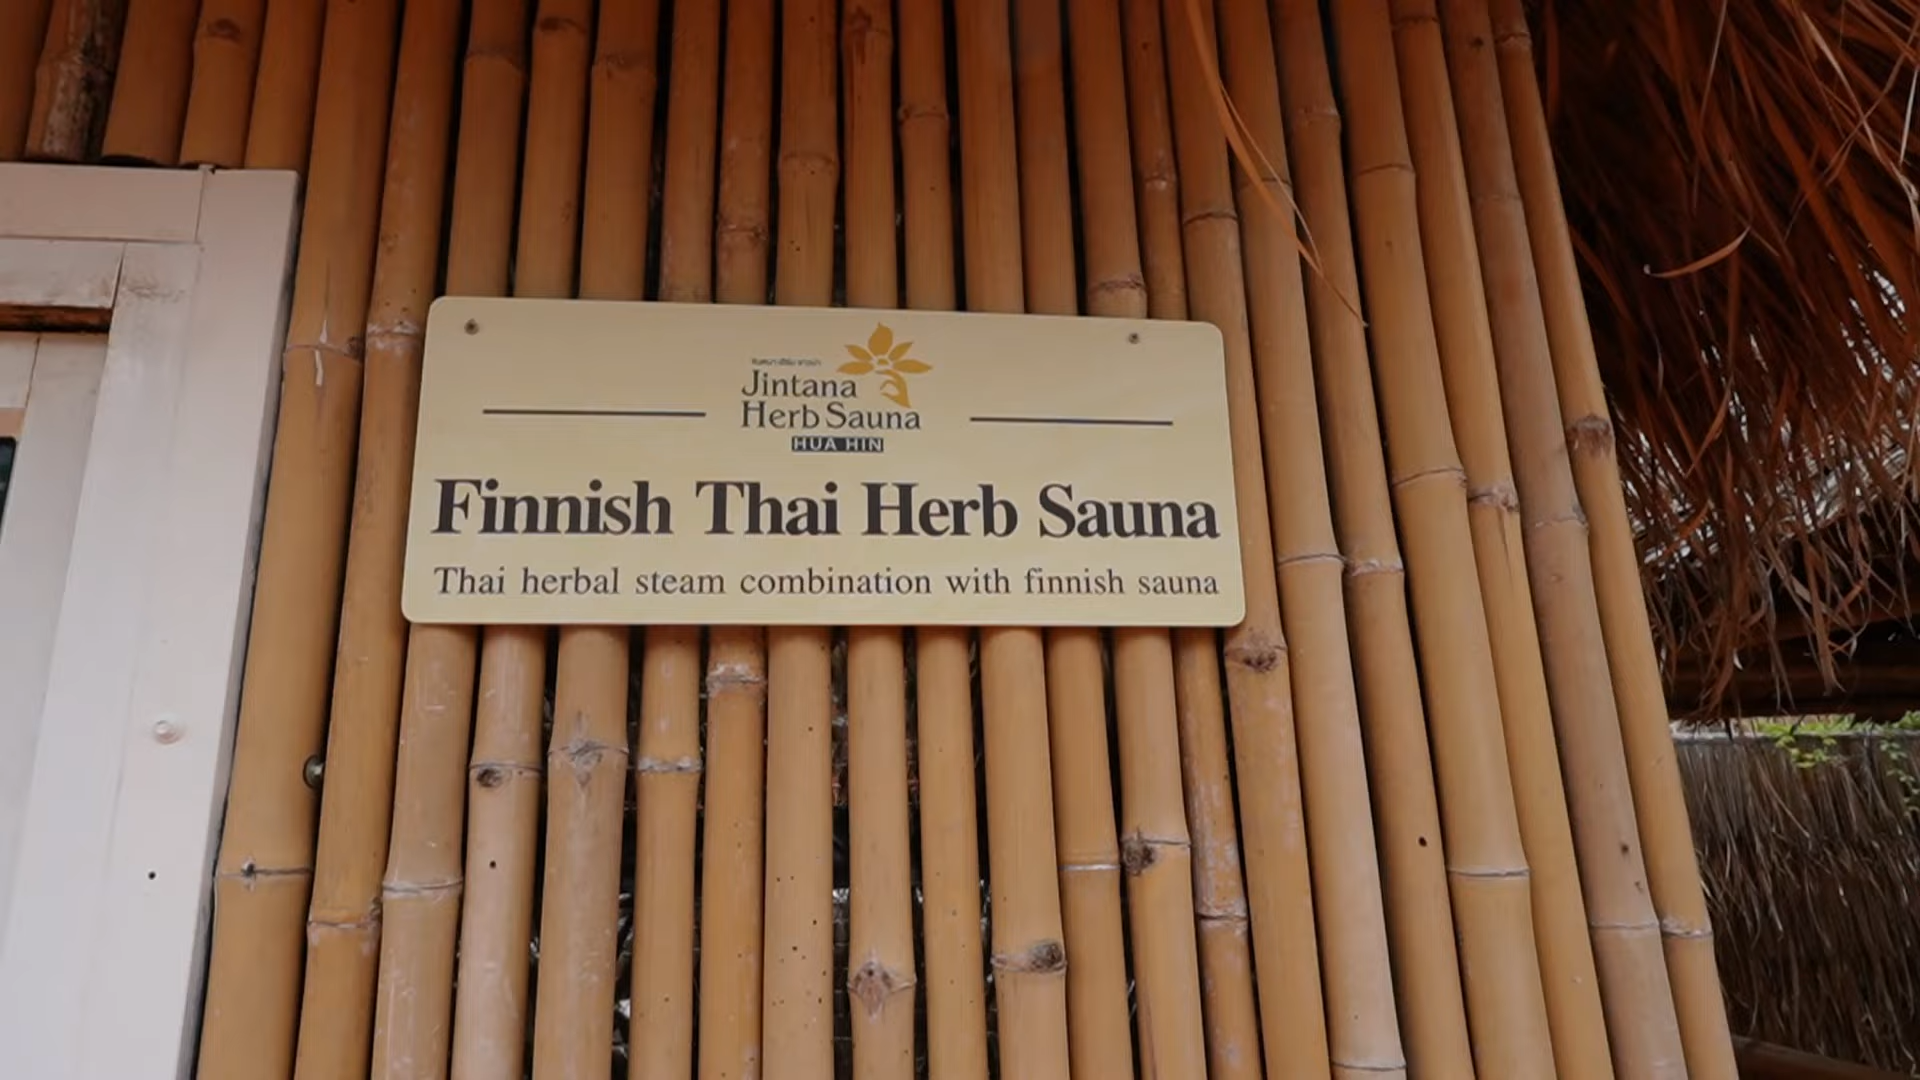 Jintana
Herb Sauna
HUA HIN
Finnish Thai Herb Sauna
Thai herbal steam combination with finnish sauna